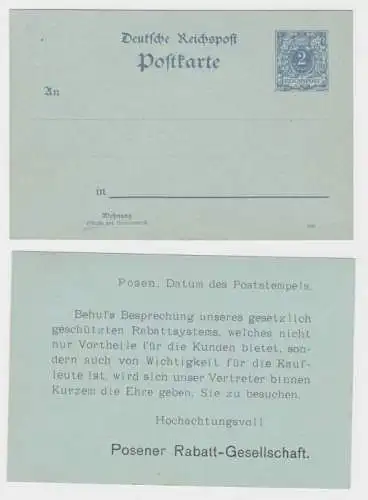 Deutsche Reichspost
Postkarte
2
REICHSPOST
An
in
Wohnung
Posen, Datum des Poststempels.
Behufs Besprechung unseres gesetzlich
geschützten Rabattsystems, welches nicht
nur Vortheile für die Kunden bietet, son-
dern auch von Wichtigkeit für die Kauf-
leute ist, wird sich unser Vertreter binnen
Kurzem die Ehre geben, Sie zu besuchen.
Hochachtungsvoll
Posener Rabatt-Gesellschaft.